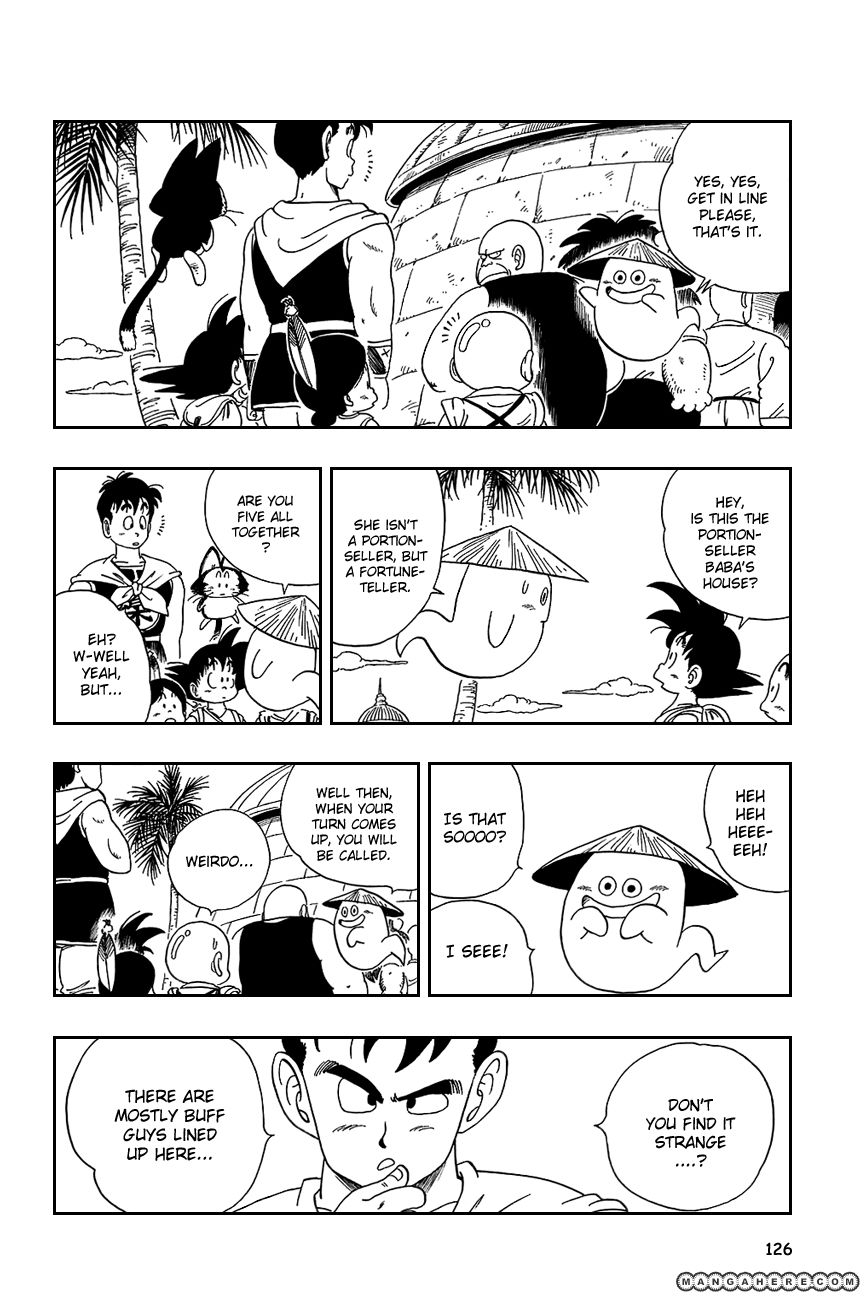 YES, YES,
GET IN LINE
PLEASE,
THAT'S IT.
HEY,
IS THIS THE
PORTION-
SELLER
BABA'S
HOUSE?
SHE ISN'T
A PORTION-
SELLER, BUT
A FORTUNE-
TELLER.
ARE YOU
FIVE ALL
TOGETHER
?
EH?
W-WELL
YEAH,
BUT...
HEH
HEH
HEEE-
EEH!
IS THAT
SOOOO?
I SEEE!
WELL THEN,
WHEN YOUR
TURN COMES
UP, YOU WILL
BE CALLED.
WEIRDO...
DON'T
YOU FIND IT
STRANGE
....?
THERE ARE
MOSTLY BUFF
GUYS LINED
UP HERE...
126
MANGAHERE.COM